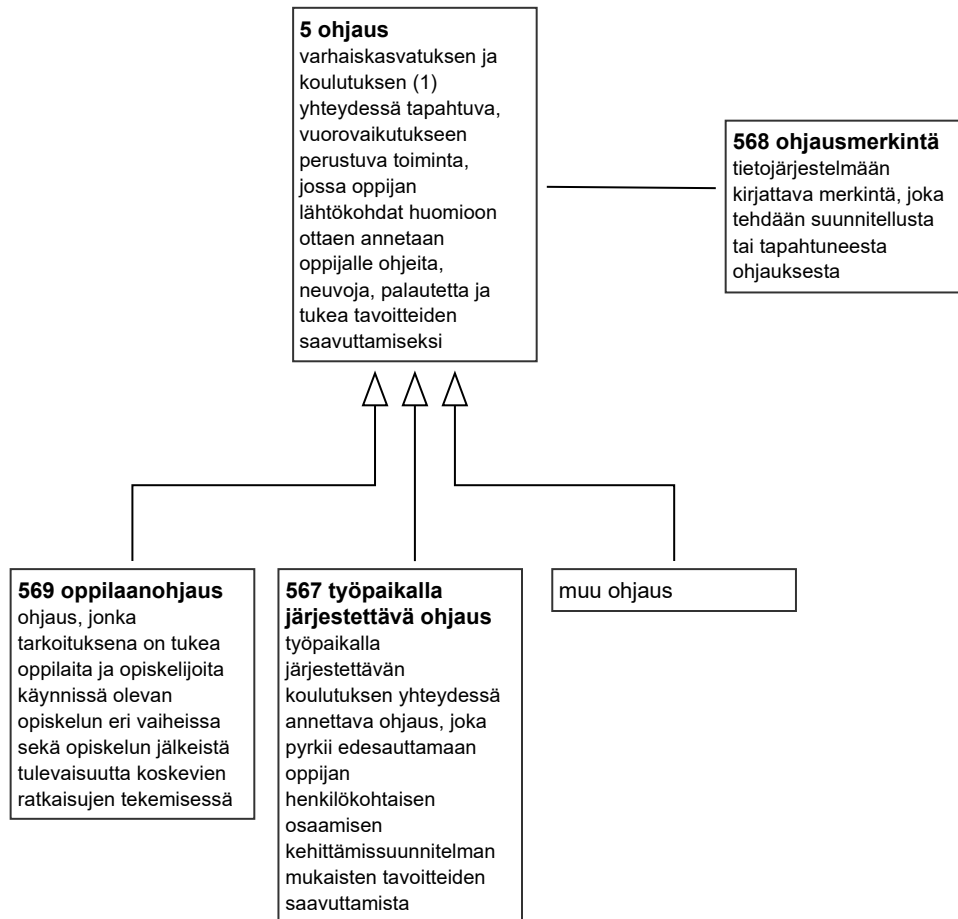 5 ohjaus
varhaiskasvatuksen ja
koulutuksen (1)
yhteydessä tapahtuva,
vuorovaikutukseen
perustuva toiminta,
jossa oppijan
lähtökohdat huomioon
ottaen annetaan
oppijalle ohjeita,
neuvoja, palautetta ja
tukea tavoitteiden
saavuttamiseksi
568 ohjausmerkintä
tietojärjestelmään
kirjattava merkintä, joka
tehdään suunnitellusta
tai tapahtuneesta
ohjauksesta
569 oppilaanohjaus
ohjaus, jonka
tarkoituksena on tukea
oppilaita ja opiskelijoita
käynnissä olevan
opiskelun eri vaiheissa
sekä opiskelun jälkeistä
tulevaisuutta koskevien
ratkaisujen tekemisessä
567 työpaikalla
järjestettävä ohjaus
työpaikalla
järjestettävän
koulutuksen yhteydessä
annettava ohjaus, joka
pyrkii edesauttamaan
oppijan
henkilökohtaisen
osaamisen
kehittämissuunnitelman
mukaisten tavoitteiden
saavuttamista
muu ohjaus